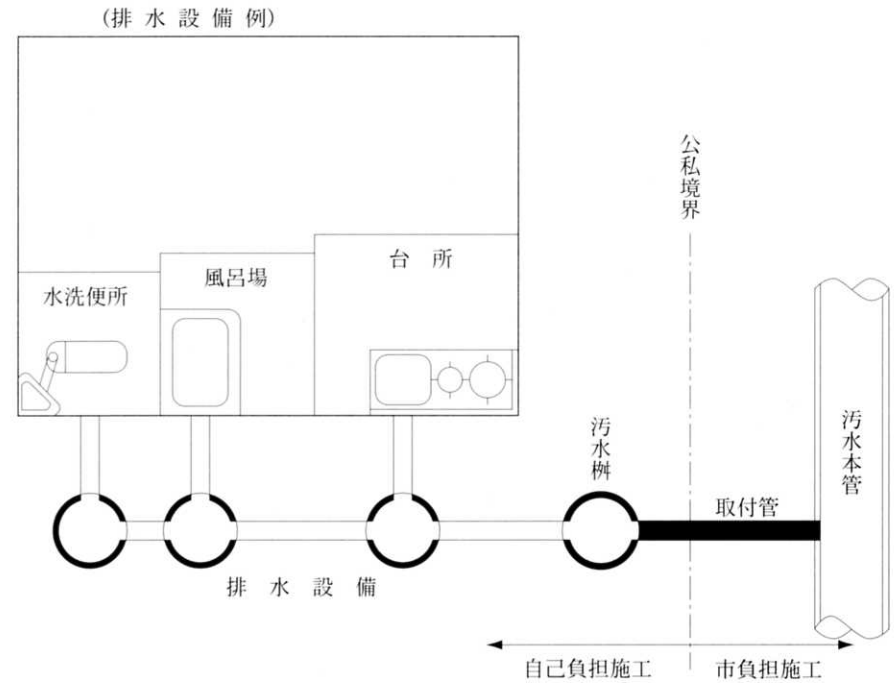 (排水設備例)
公私境界
台所
風呂場
水洗便所
汚水桝
汚水本管
取付管
排水設備
自己負担施工
市負担施工